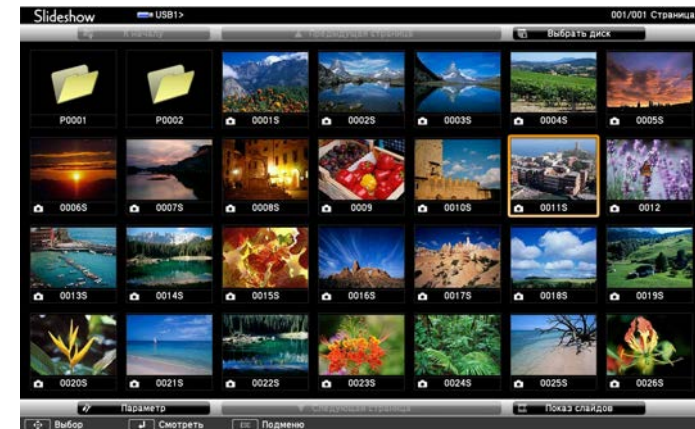 Slideshow USB1> 001/001 Страница
К началу Предыдущая страница Выбрать диск
P0001 P0002 0001S 0002S 0003S 0004S 0005S
0006S 0007S 0008S 0009 0010S 0011S 0012
0013S 0014S 0015S 0016S 0017S 0018S 0019S
0020S 0021S 0022S 0023S 0024S 0025S 0026S
Параметр Следующая страница Показ слайдов
Выбор Смотреть Esc Подменю